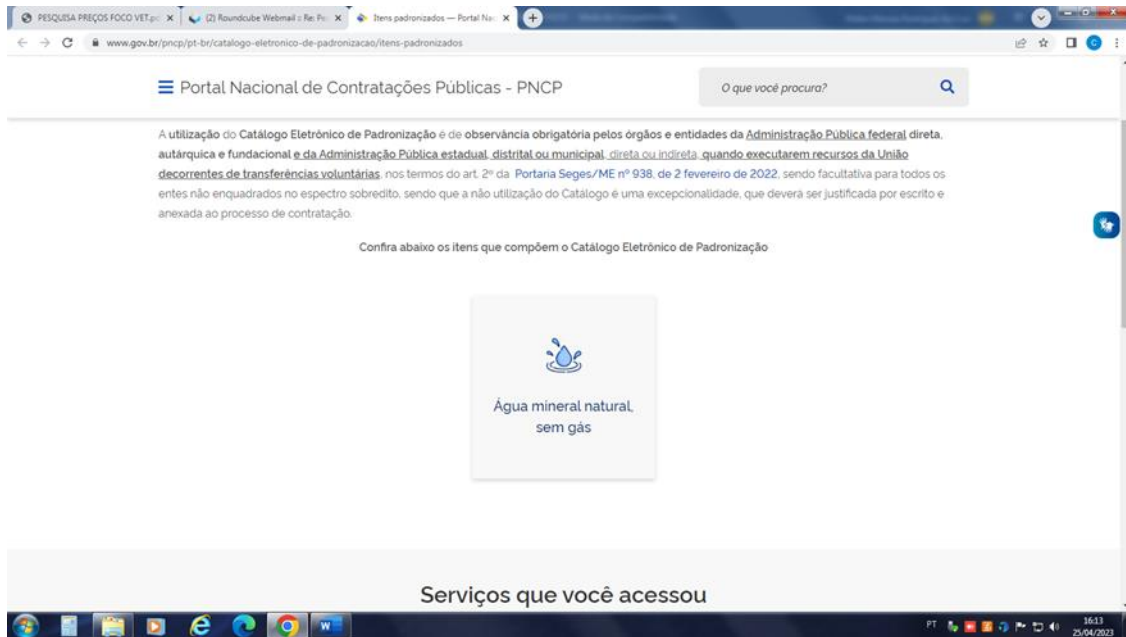 PESQUISA PREÇOS FOCO VET.pd
(2) Roundcube Webmail :: Re: Pe
Itens padronizados — Portal Nac
www.gov.br/pncp/pt-br/catalogo-eletronico-de-padronizacao/itens-padronizados
Portal Nacional de Contratações Públicas - PNCP
O que você procura?
A utilização do Catálogo Eletrônico de Padronização é de observância obrigatória pelos órgãos e entidades da Administração Pública federal direta,
autárquica e fundacional e da Administração Pública estadual, distrital ou municipal, direta ou indireta, quando executarem recursos da União
decorrentes de transferências voluntárias, nos termos do art. 2º da Portaria Seges/ME nº 938, de 2 fevereiro de 2022, sendo facultativa para todos os
entes não enquadrados no espectro sobredito, sendo que a não utilização do Catálogo é uma excepcionalidade, que deverá ser justificada por escrito e
anexada ao processo de contratação.
Confira abaixo os itens que compõem o Catálogo Eletrônico de Padronização
Água mineral natural,
sem gás
Serviços que você acessou
PT
16:13
25/04/2023